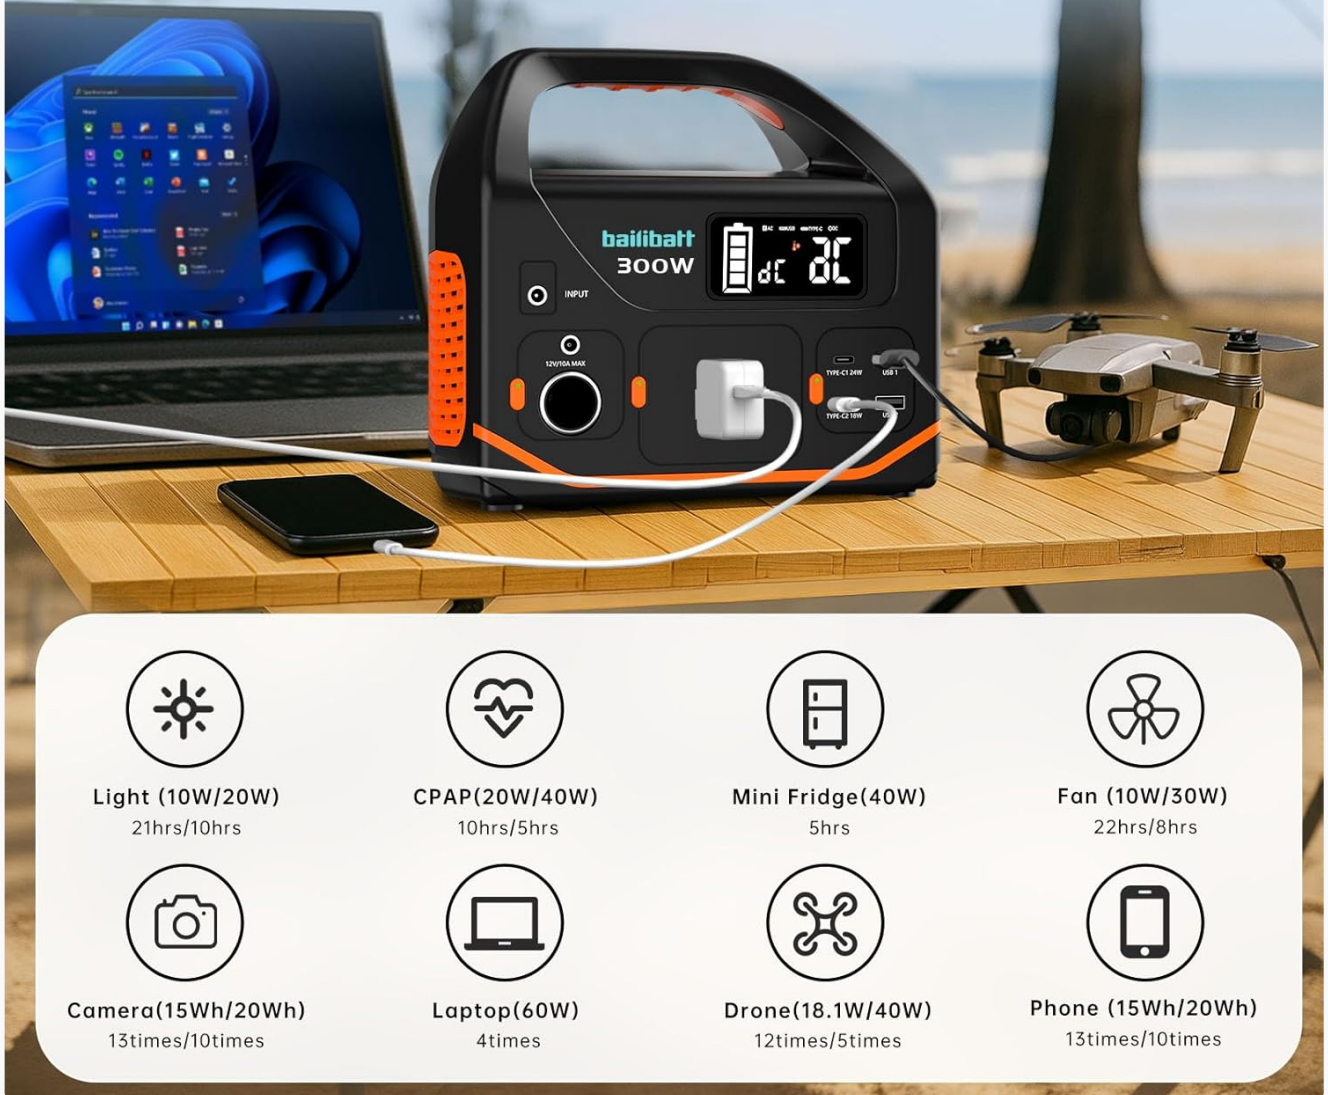 bailibatt
300W
dC
INPUT
12V/10A MAX
TYPE-C1 24W
USB 1
TYPE-C2 18W
Light (10W/20W)
21hrs/10hrs
CPAP(20W/40W)
10hrs/5hrs
Mini Fridge(40W)
5hrs
Fan (10W/30W)
22hrs/8hrs
Camera(15Wh/20Wh)
13times/10times
Laptop(60W)
4times
Drone(18.1W/40W)
12times/5times
Phone (15Wh/20Wh)
13times/10times